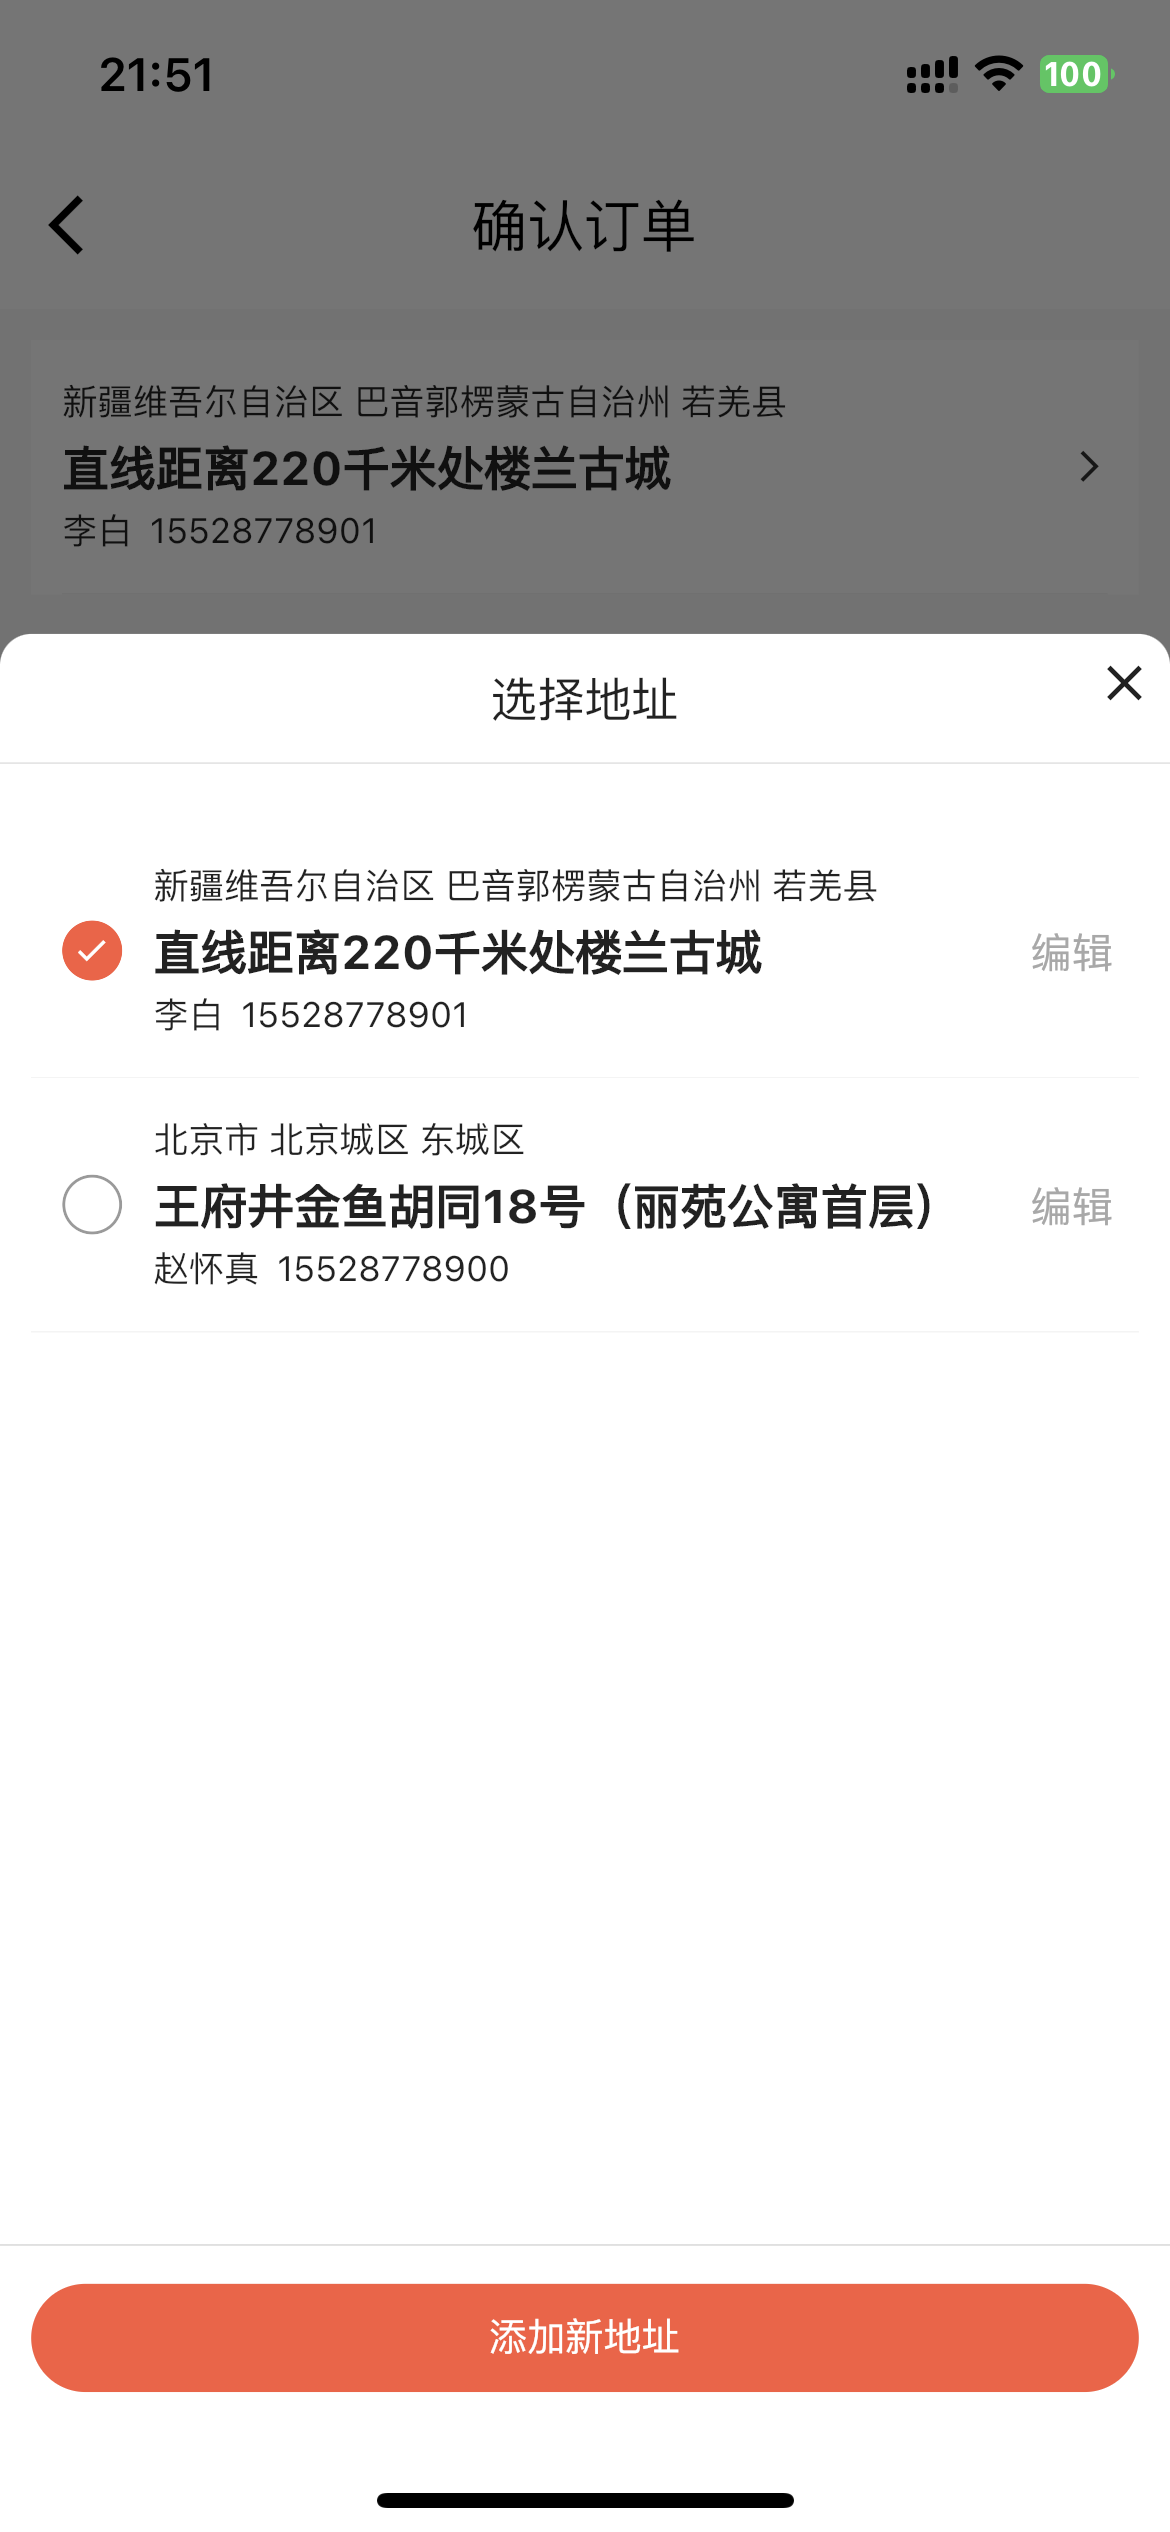 21:51
100
确认订单
新疆维吾尔自治区 巴音郭楞蒙古自治州 若羌县
直线距离220千米处楼兰古城
李白 15528778901
选择地址
新疆维吾尔自治区 巴音郭楞蒙古自治州 若羌县
直线距离220千米处楼兰古城
编辑
李白 15528778901
北京市 北京城区 东城区
王府井金鱼胡同18号（丽苑公寓首层）
编辑
赵怀真 15528778900
添加新地址